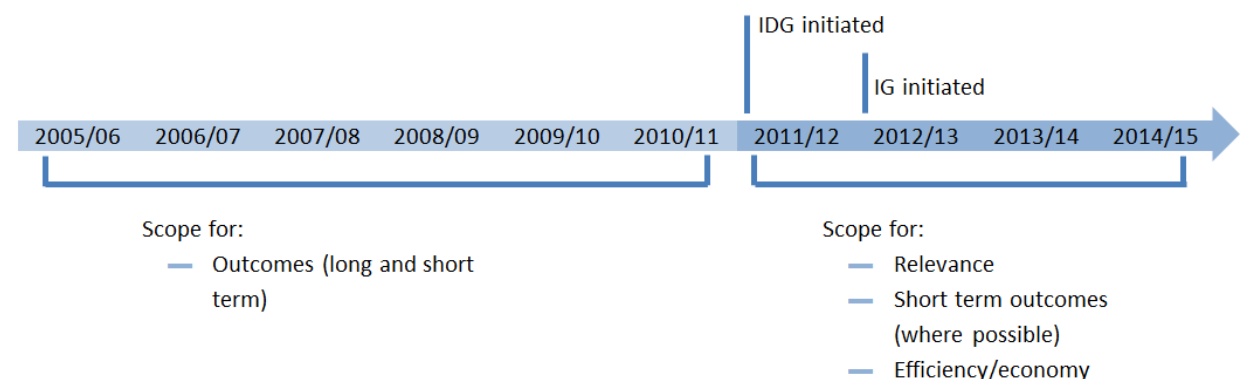 IDG initiated
IG initiated
2005/06 2006/07 2007/08 2008/09 2009/10 2010/11 2011/12 2012/13 2013/14 2014/15
Scope for:
Outcomes (long and short
term)
Scope for:
Relevance
Short term outcomes
(where possible)
Efficiency/economy